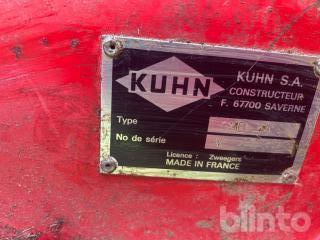 KUHN
KUHN S.A.
CONSTRUCTEUR
F. 67700 SAVERNE
Type
No de série
Licence : Zweegers
MADE IN FRANCE
blinto